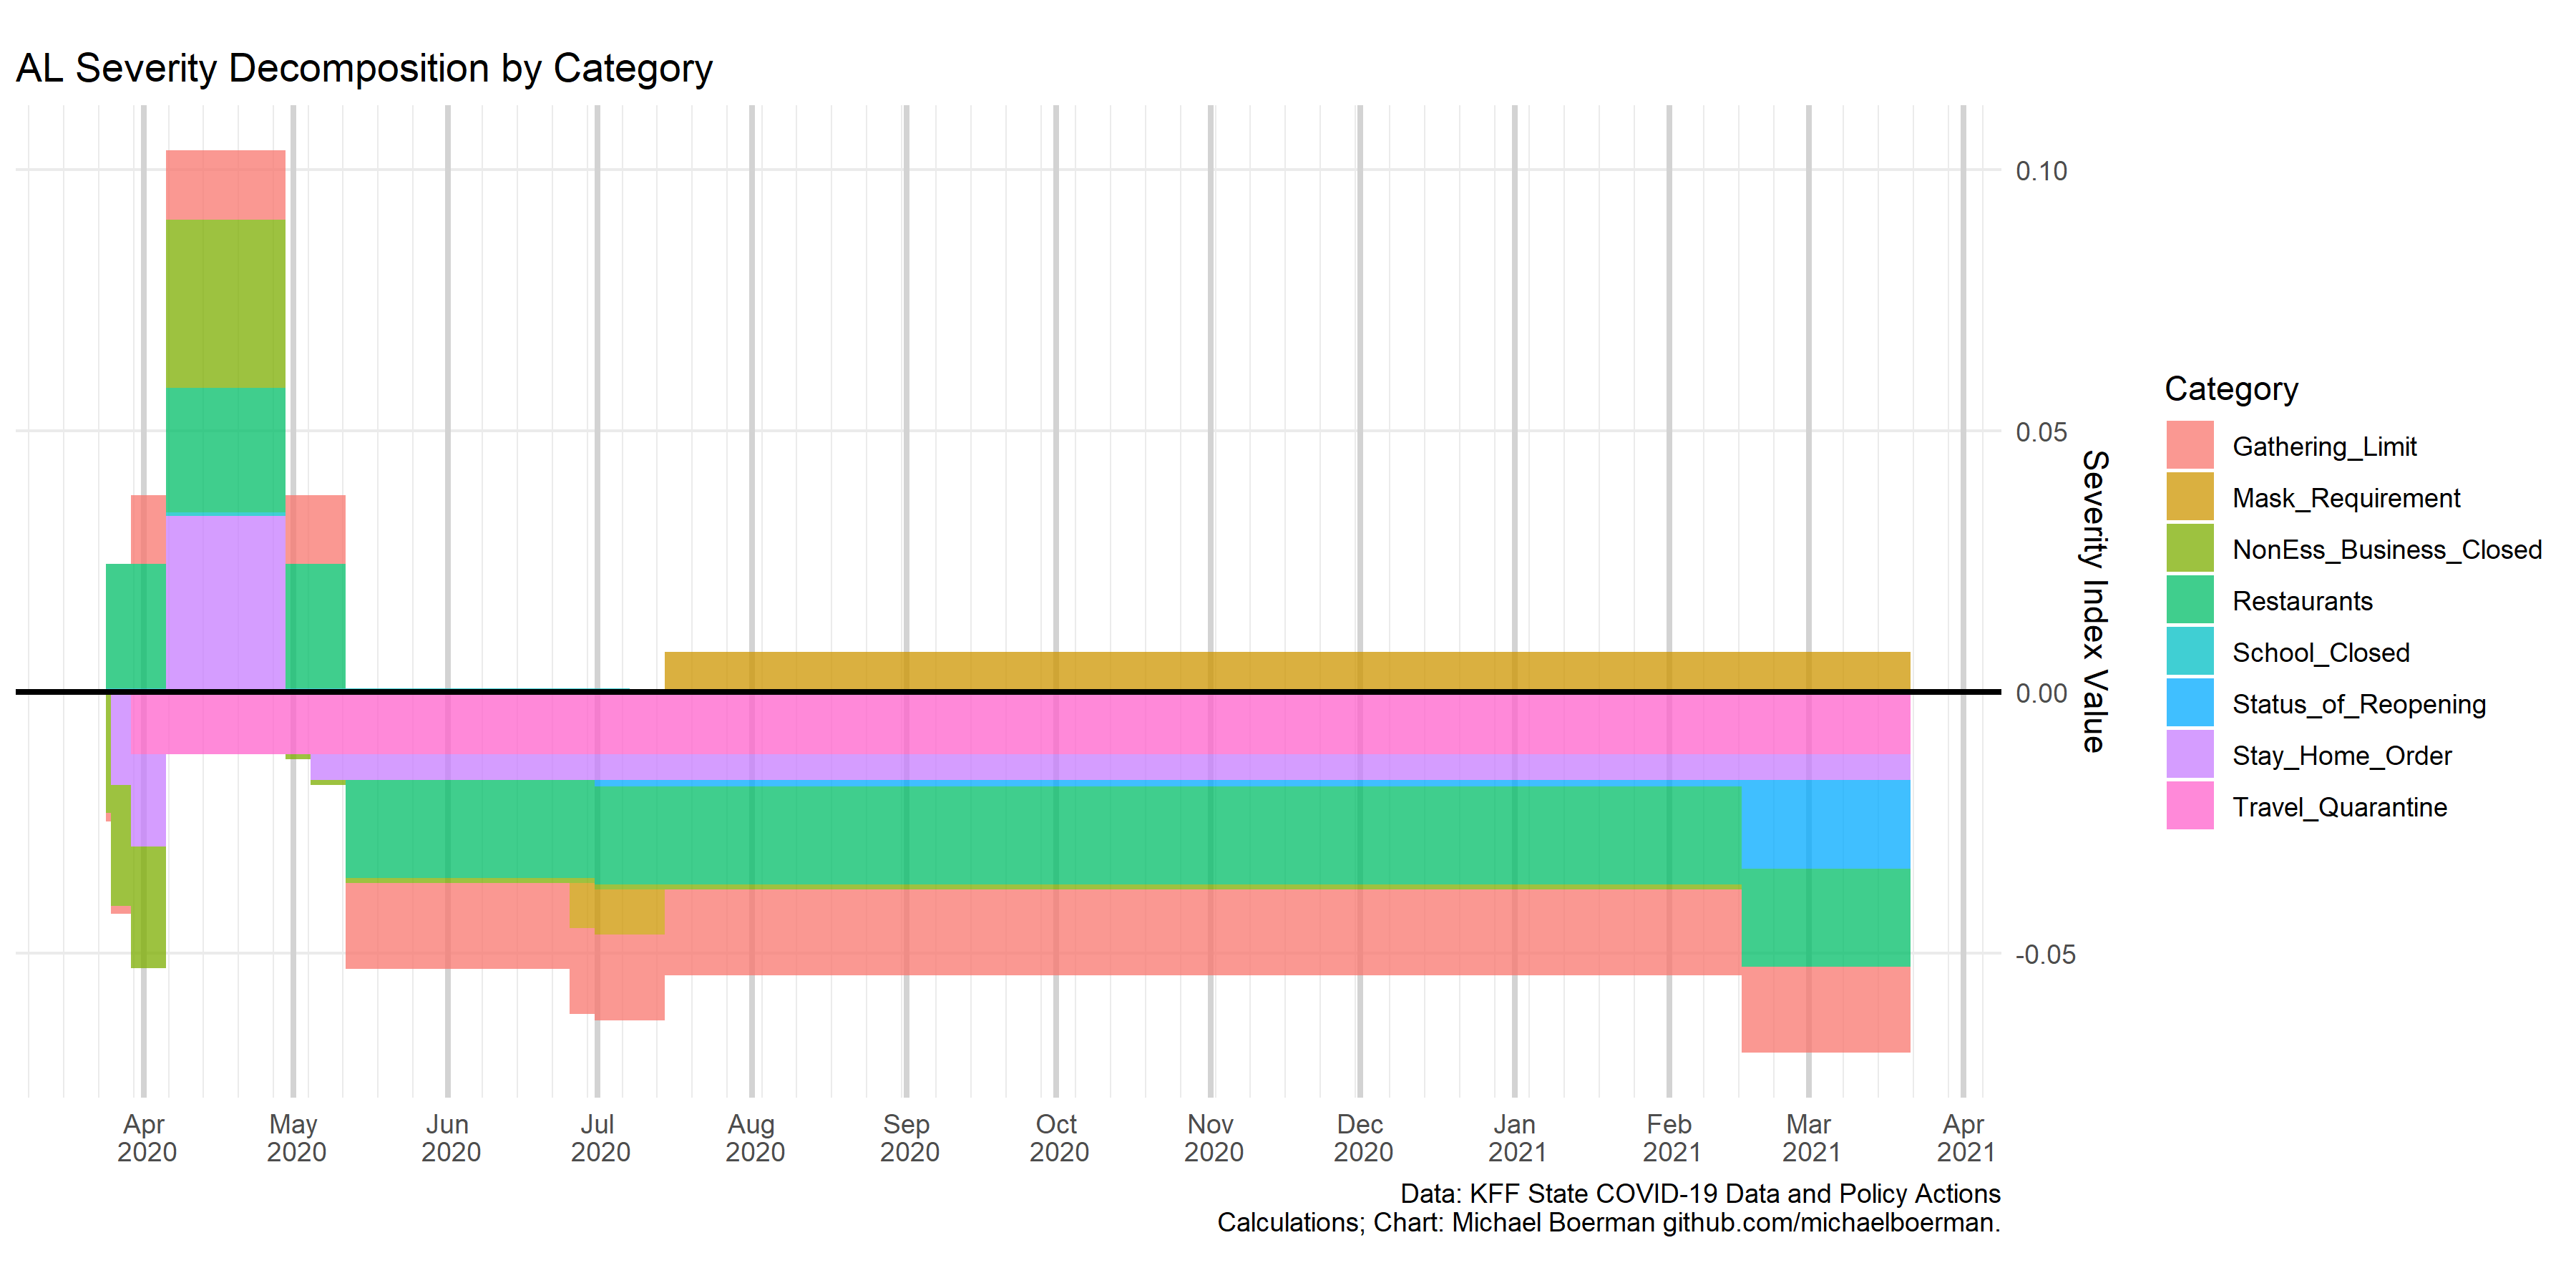 AL Severity Decomposition by Category
0.10
0.05
0.00
-0.05
Severity Index Value
Category
Gathering_Limit
Mask_Requirement
NonEss_Business_Closed
Restaurants
School_Closed
Status_of_Reopening
Stay_Home_Order
Travel_Quarantine
Apr May Jun Jul Aug Sep Oct Nov Dec Jan Feb Mar Apr
2020 2020 2020 2020 2020 2020 2020 2020 2020 2021 2021 2021 2021
Data: KFF State COVID-19 Data and Policy Actions
Calculations; Chart: Michael Boerman github.com/michaelboerman.